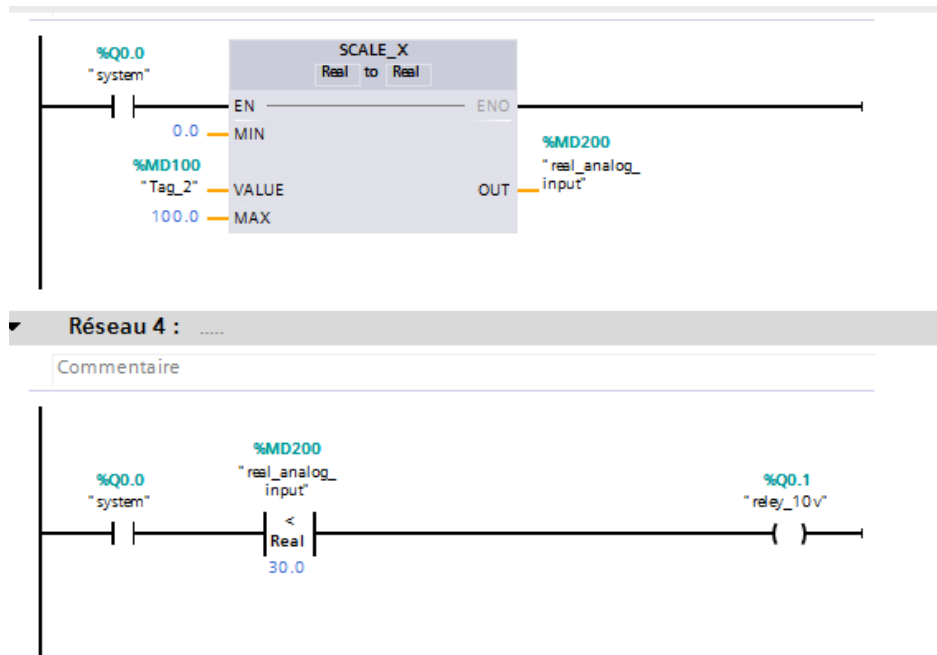 %Q0.0
"system"
SCALE_X
Real to Real
EN
ENO
0.0
MIN
%MD100
"Tag_2"
VALUE
100.0
MAX
%MD200
"real_analog_
input"
OUT
Réseau 4 : .....
Commentaire
%Q0.0
"system"
%MD200
"real_analog_
input"
<
Real
30.0
%Q0.1
"reley_10v"